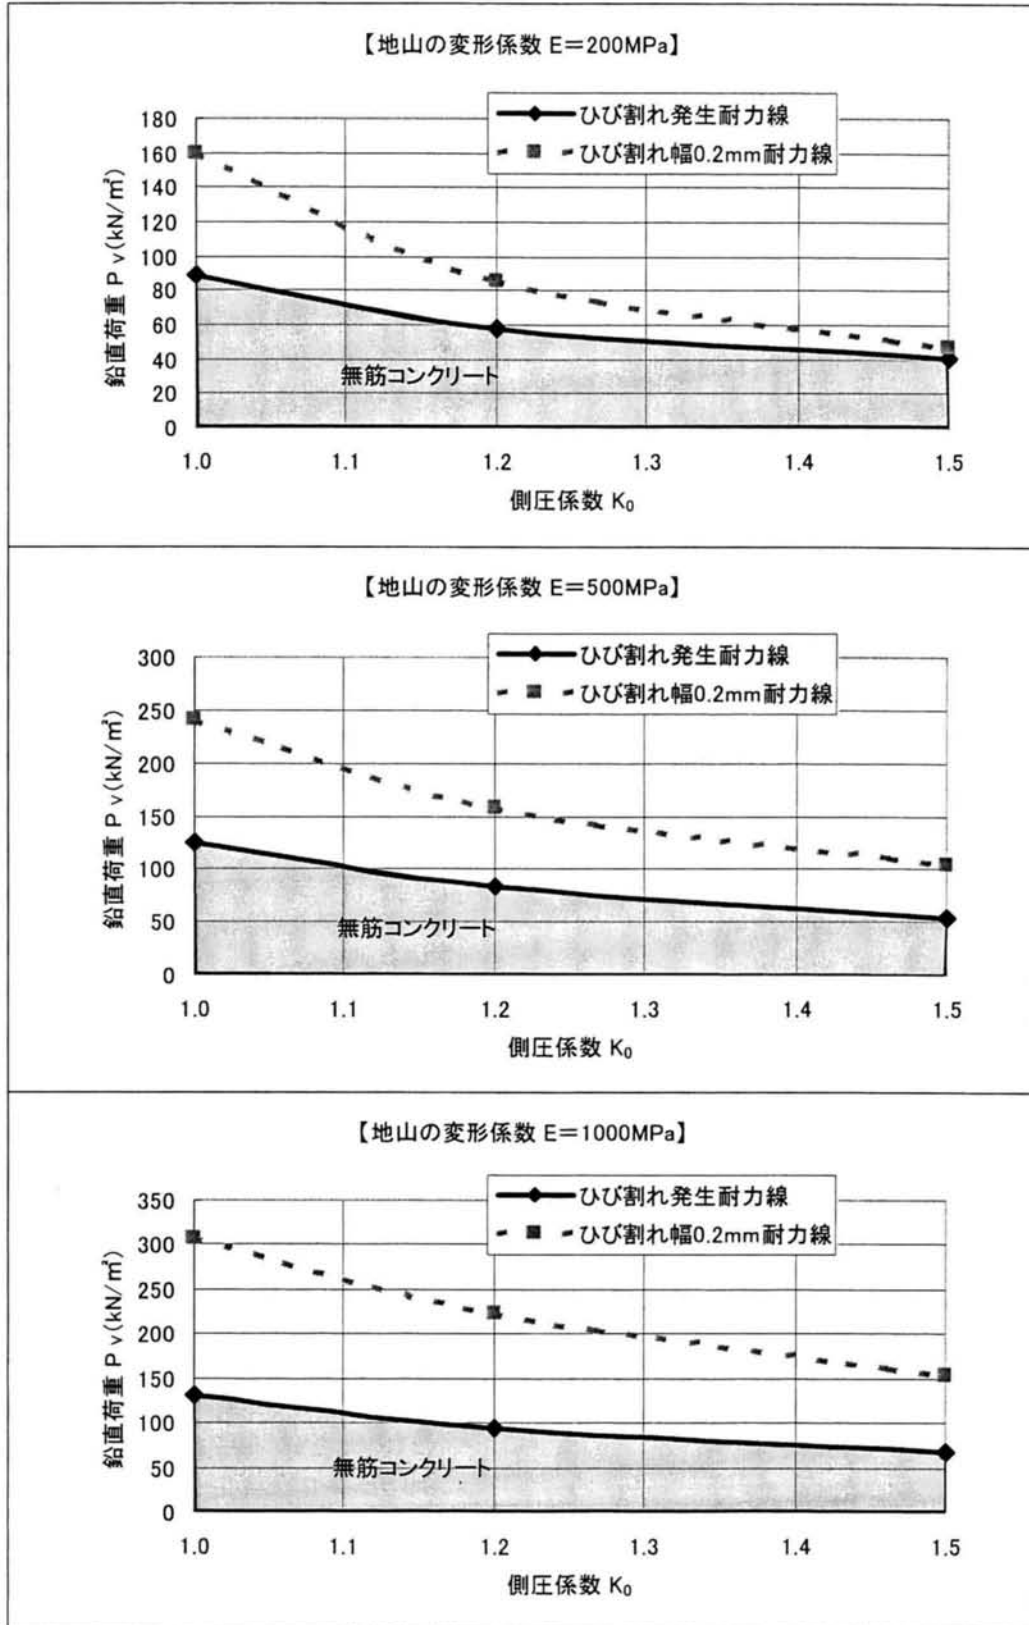 【地山の変形係数 E=200MPa】
ひび割れ発生耐力線
ひび割れ幅0.2mm耐力線
鉛直荷重 Pv(kN/㎡)
180
160
140
120
100
80
60
40
20
0
無筋コンクリート
1.0 1.1 1.2 1.3 1.4 1.5
側圧係数 K₀
【地山の変形係数 E=500MPa】
ひび割れ発生耐力線
ひび割れ幅0.2mm耐力線
鉛直荷重 Pv(kN/㎡)
300
250
200
150
100
50
0
無筋コンクリート
1.0 1.1 1.2 1.3 1.4 1.5
側圧係数 K₀
【地山の変形係数 E=1000MPa】
ひび割れ発生耐力線
ひび割れ幅0.2mm耐力線
鉛直荷重 Pv(kN/㎡)
350
300
250
200
150
100
50
0
無筋コンクリート
1.0 1.1 1.2 1.3 1.4 1.5
側圧係数 K₀